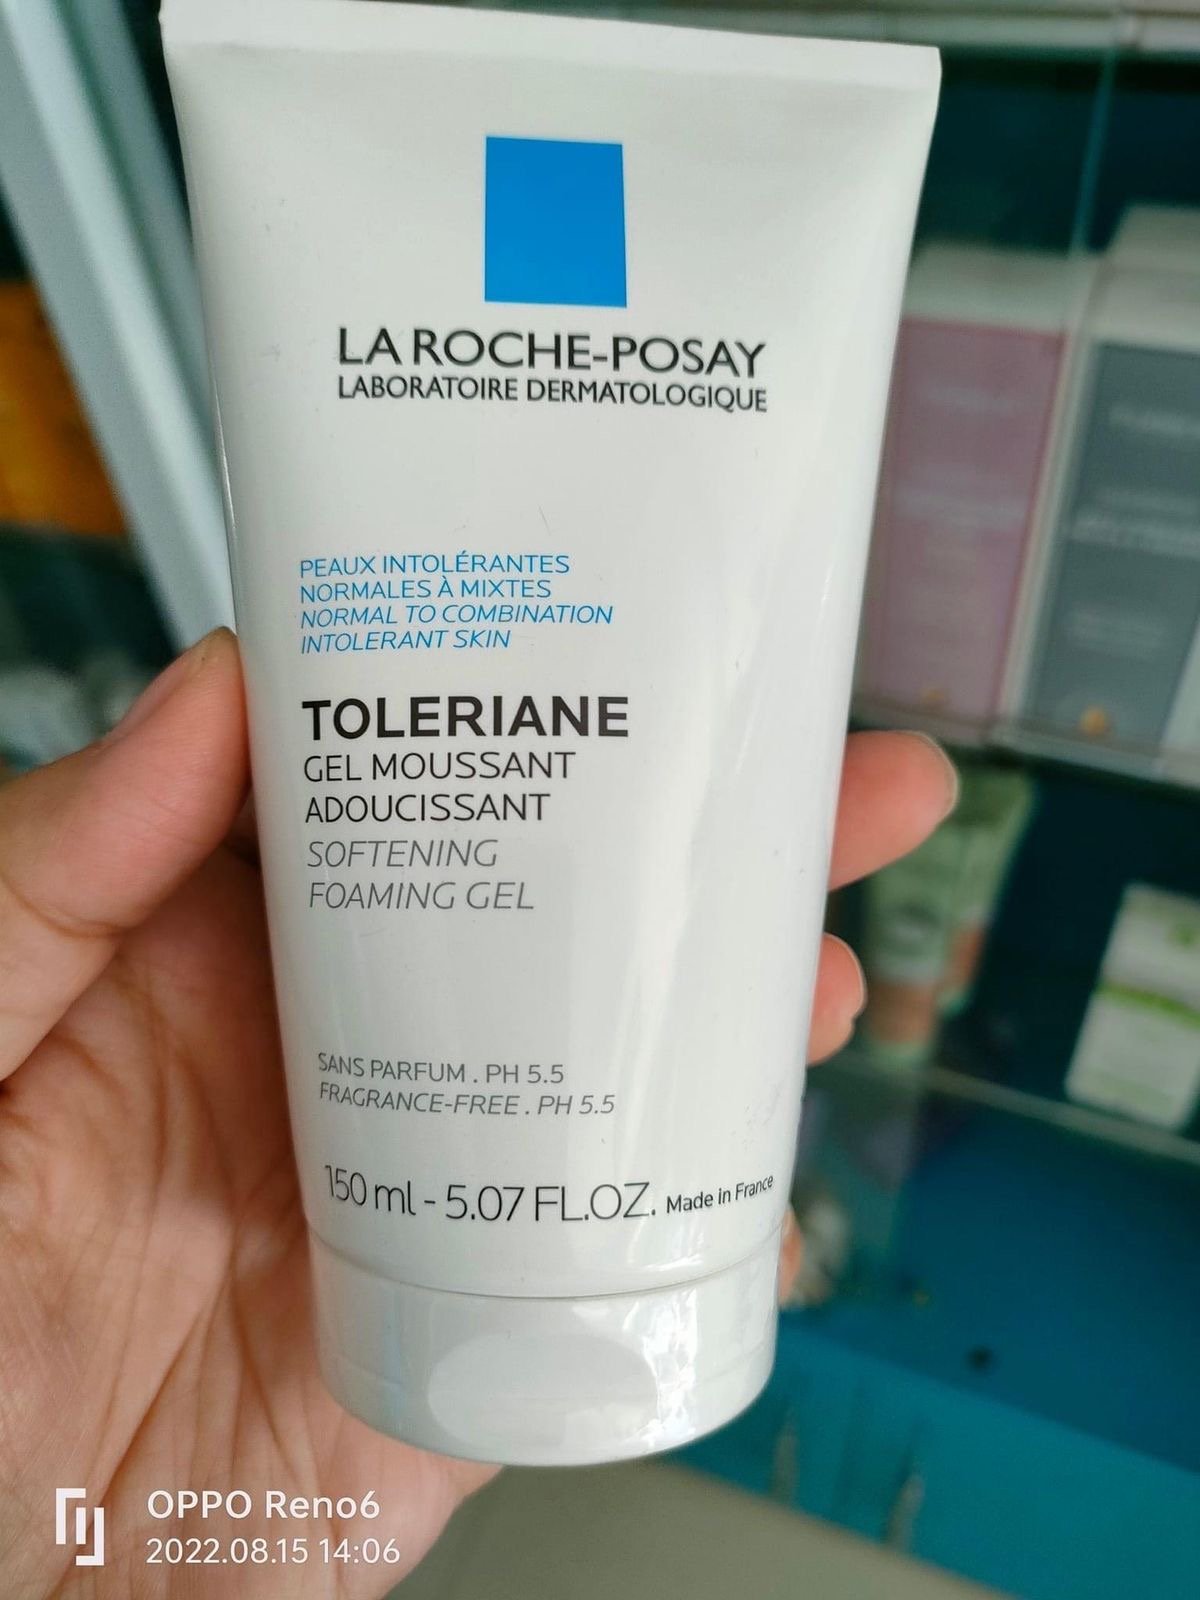 LA ROCHE-POSAY
LABORATOIRE DERMATOLOGIQUE
PEAUX INTOLÉRANTES
NORMALES À MIXTES
NORMAL TO COMBINATION
INTOLERANT SKIN
TOLERIANE
GEL MOUSSANT
ADOUCISSANT
SOFTENING
FOAMING GEL
SANS PARFUM . PH 5.5
FRAGRANCE-FREE . PH 5.5
150 ml - 5.07 FL.OZ. Made in France
OPPO Reno6
2022.08.15 14:06